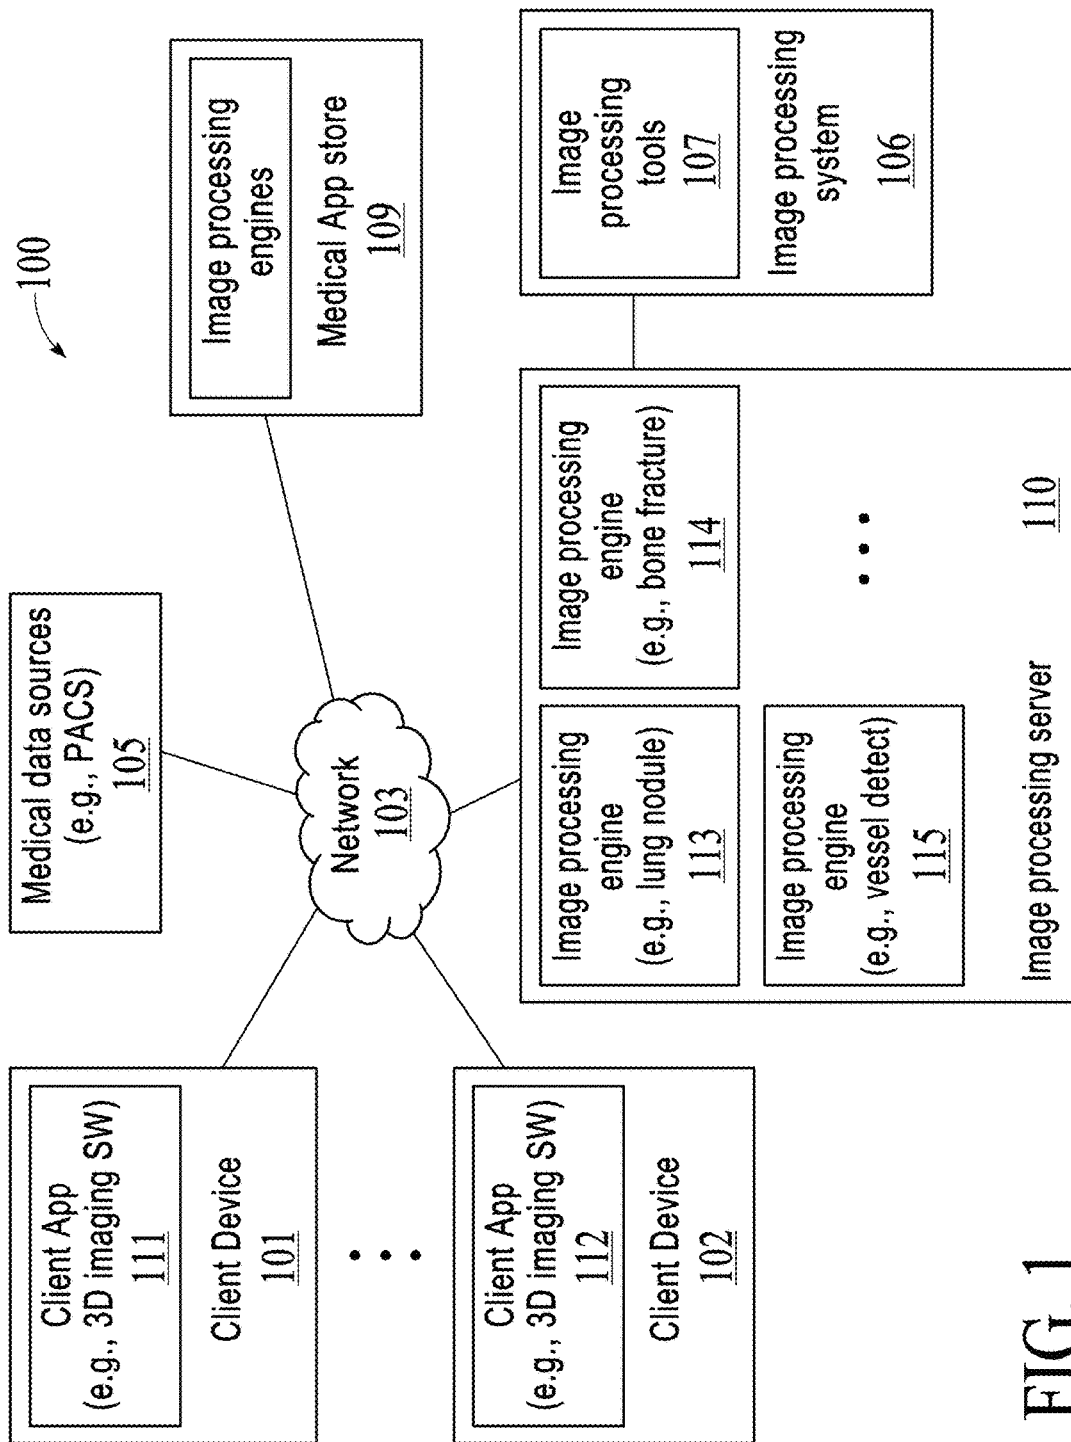 100
Client App
(e.g., 3D imaging SW)
111
Client Device
101
Client App
(e.g., 3D imaging SW)
112
Client Device
102
Medical data sources
(e.g., PACS)
105
Network
103
Image processing
engines
Medical App store
109
Image processing
engine
(e.g., lung nodule)
113
Image processing
engine
(e.g., bone fracture)
114
Image processing
engine
(e.g., vessel detect)
115
Image processing server
110
Image
processing
tools
107
Image processing
system
106
FIG. 1